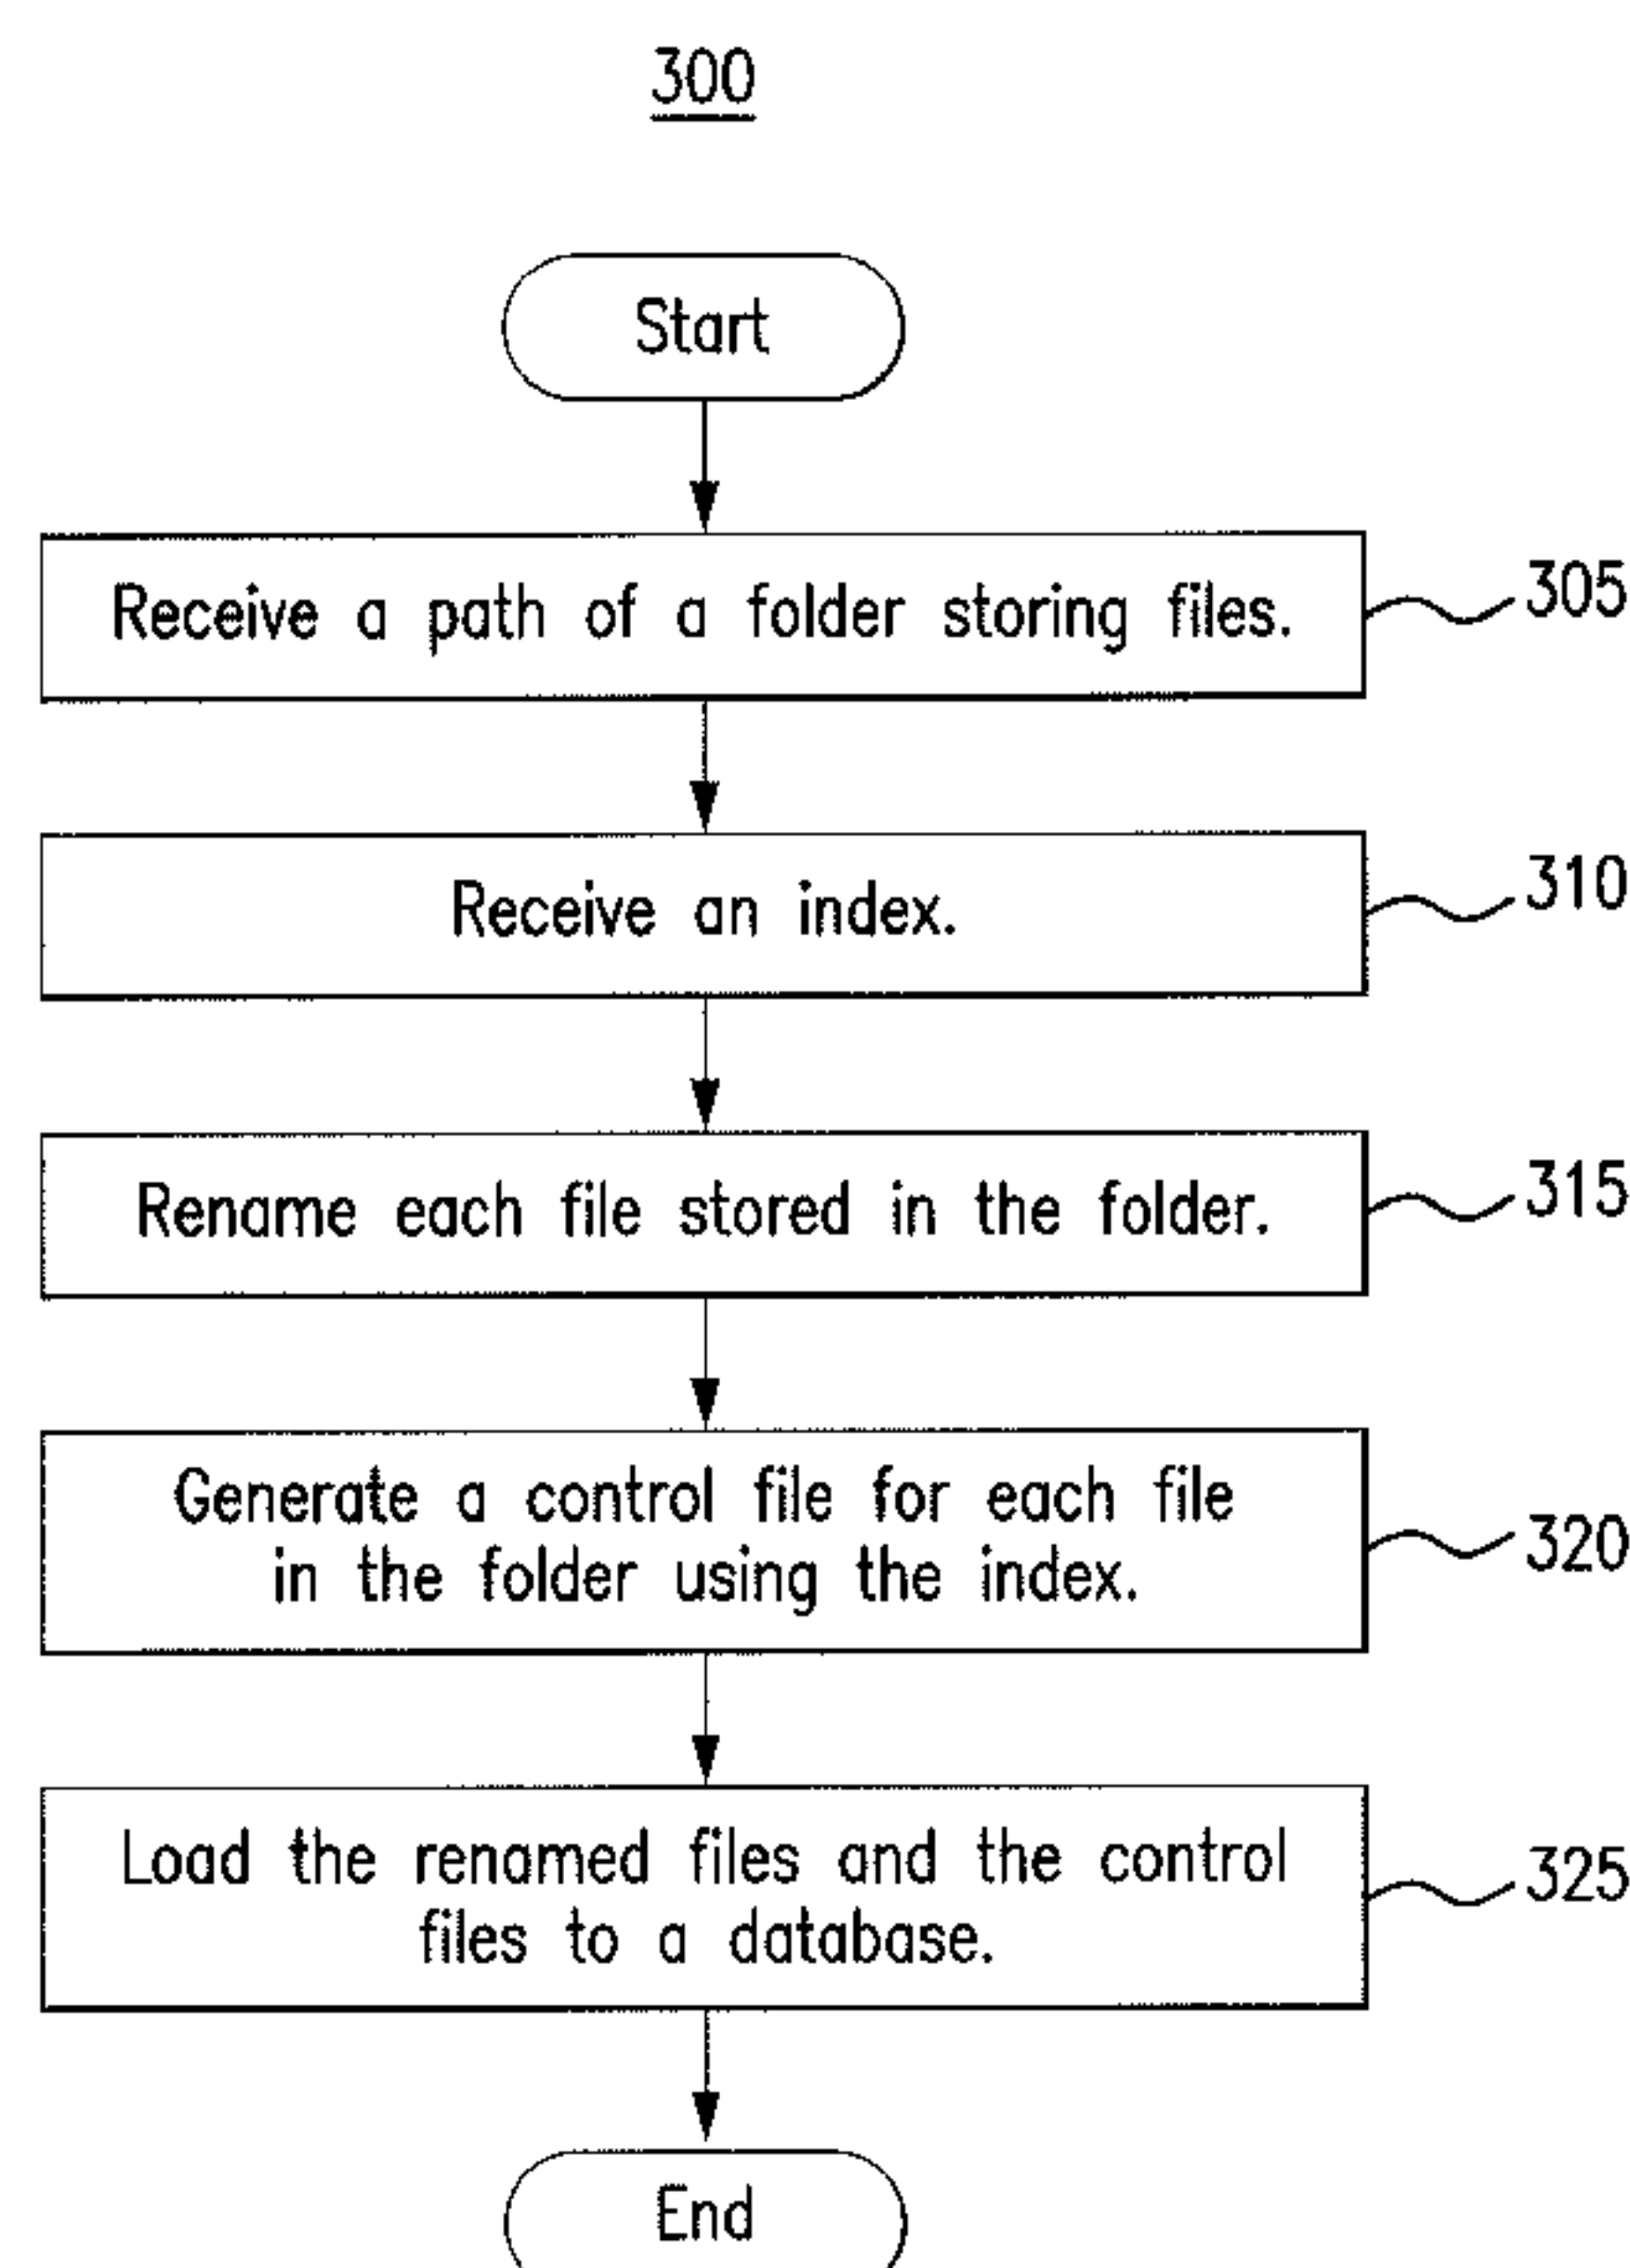 300
Start
Receive a path of a folder storing files.
305
Receive an index.
310
Rename each file stored in the folder.
315
Generate a control file for each file
in the folder using the index.
320
Load the renamed files and the control
files to a database.
325
End